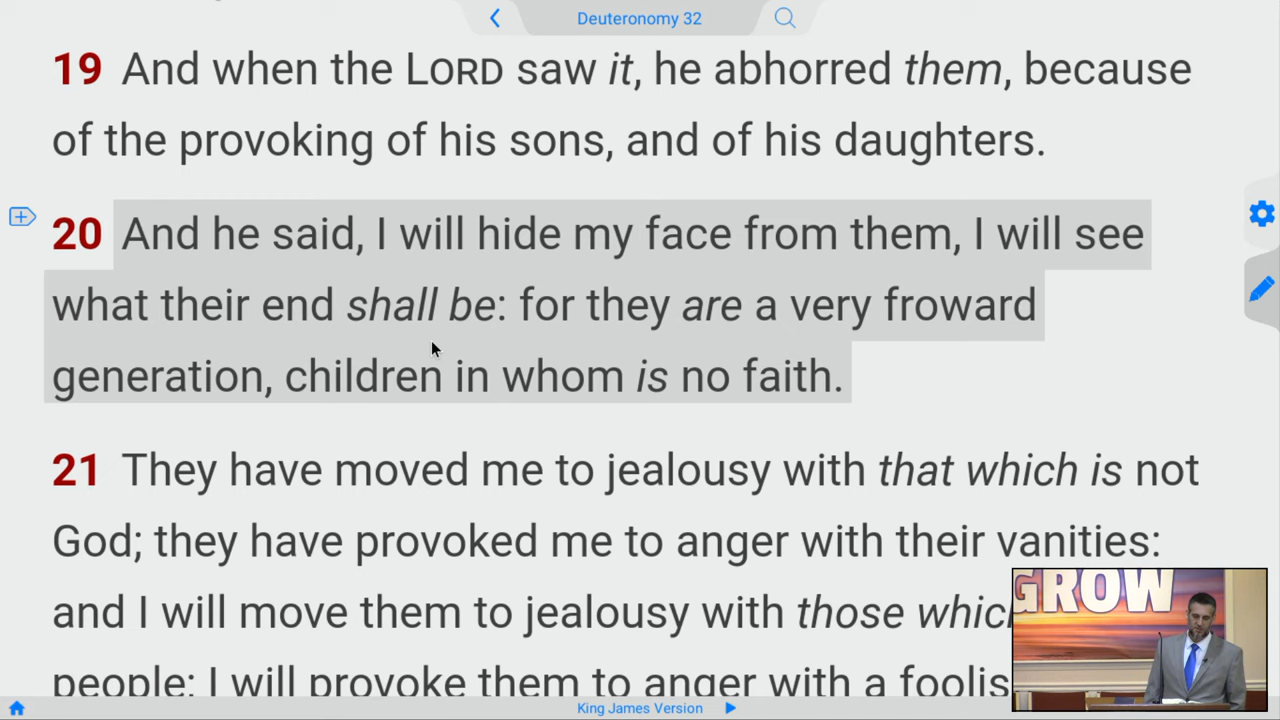 Deuteronomy 32
19 And when the LORD saw it, he abhorred them, because
of the provoking of his sons, and of his daughters.
20 And he said, I will hide my face from them, I will see
what their end shall be: for they are a very froward
generation, children in whom is no faith.
21 They have moved me to jealousy with that which is not
God; they have provoked me to anger with their vanities:
and I will move them to jealousy with those
people: I will provoke them to anger with a
GROW
King James Version